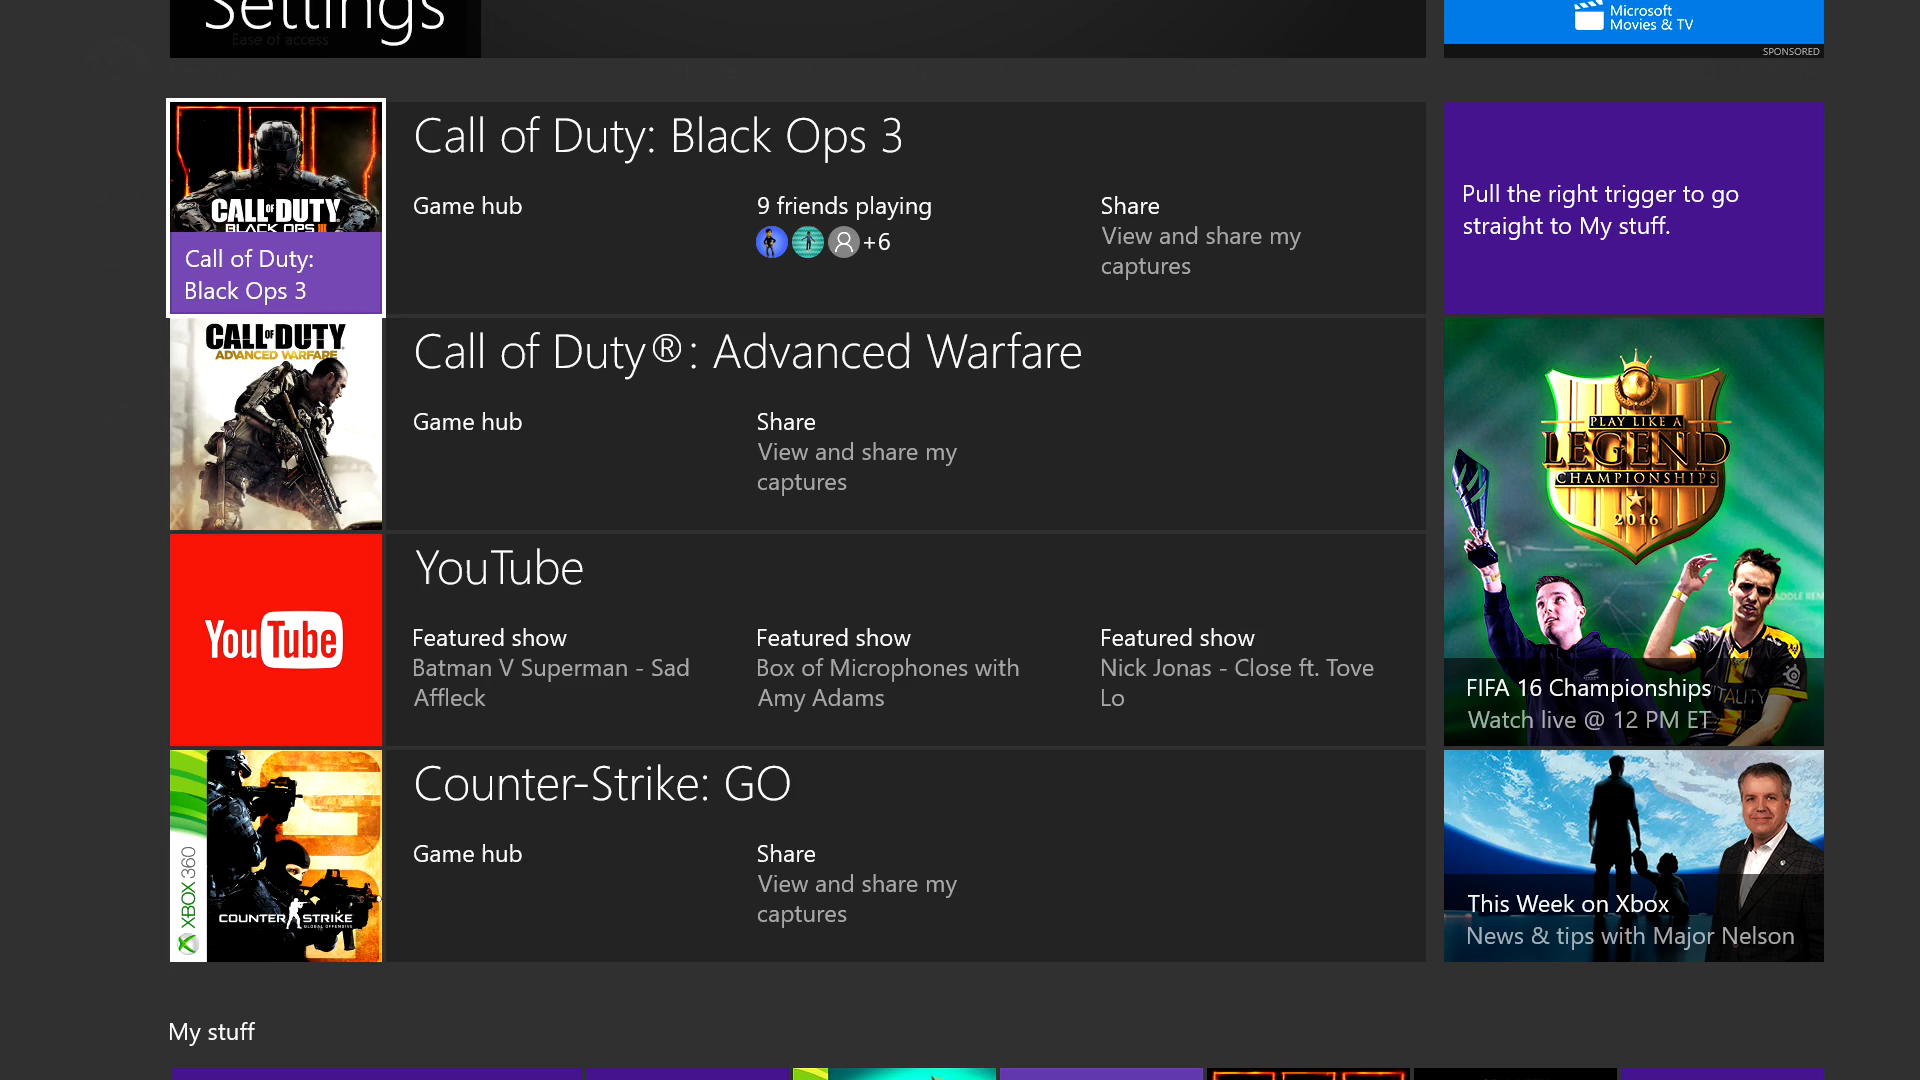 Settings
Ease of access
Microsoft
Movies & TV
SPONSORED
CALL OF DUTY
BLACK OPS III
Call of Duty:
Black Ops 3
Call of Duty: Black Ops 3
Game hub
9 friends playing
+6
Share
View and share my
captures
Pull the right trigger to go
straight to My stuff.
CALL OF DUTY
ADVANCED WARFARE
Call of Duty®: Advanced Warfare
Game hub
Share
View and share my
captures
PLAY LIKE A
LEGEND
CHAMPIONSHIPS
2016
FIFA 16 Championships
Watch live @ 12 PM ET
YouTube
YouTube
Featured show
Batman V Superman - Sad
Affleck
Featured show
Box of Microphones with
Amy Adams
Featured show
Nick Jonas - Close ft. Tove
Lo
XBOX 360
COUNTER STRIKE
GLOBAL OFFENSIVE
Counter-Strike: GO
Game hub
Share
View and share my
captures
This Week on Xbox
News & tips with Major Nelson
My stuff